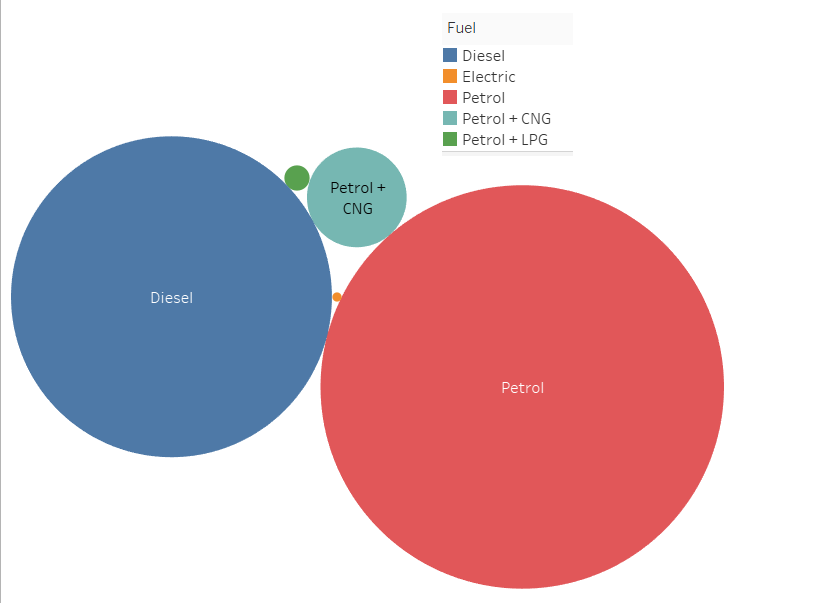 Fuel
Diesel
Electric
Petrol
Petrol + CNG
Petrol + LPG
Petrol +
CNG
Diesel
Petrol